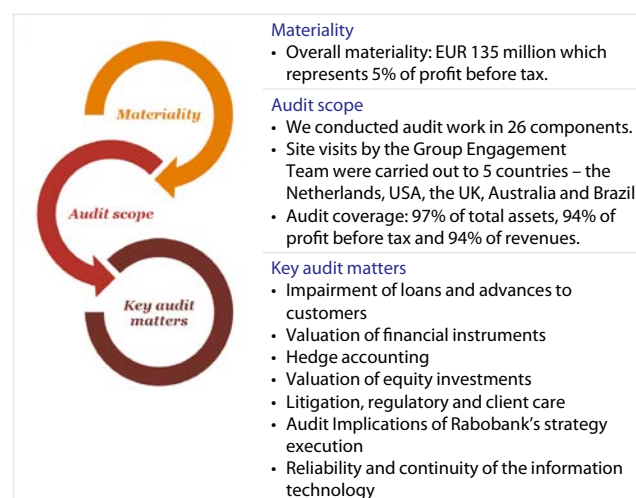 Materiality
Audit scope
Key audit
matters
Materiality
• Overall materiality: EUR 135 million which
represents 5% of profit before tax.
Audit scope
• We conducted audit work in 26 components.
• Site visits by the Group Engagement
Team were carried out to 5 countries – the
Netherlands, USA, the UK, Australia and Brazil
• Audit coverage: 97% of total assets, 94% of
profit before tax and 94% of revenues.
Key audit matters
• Impairment of loans and advances to
customers
• Valuation of financial instruments
• Hedge accounting
• Valuation of equity investments
• Litigation, regulatory and client care
• Audit Implications of Rabobank's strategy
execution
• Reliability and continuity of the information
technology